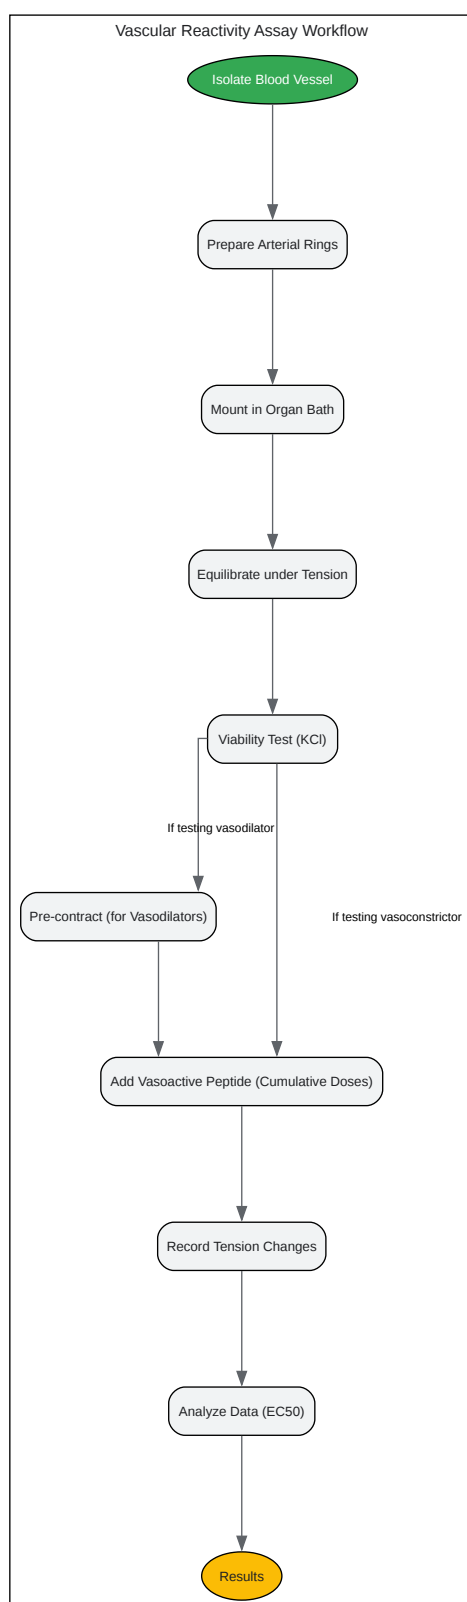 Vascular Reactivity Assay Workflow
Isolate Blood Vessel
Prepare Arterial Rings
Mount in Organ Bath
Equilibrate under Tension
Viability Test (KCl)
If testing vasodilator
Pre-contract (for Vasodilators)
If testing vasoconstrictor
Add Vasoactive Peptide (Cumulative Doses)
Record Tension Changes
Analyze Data (EC50)
Results